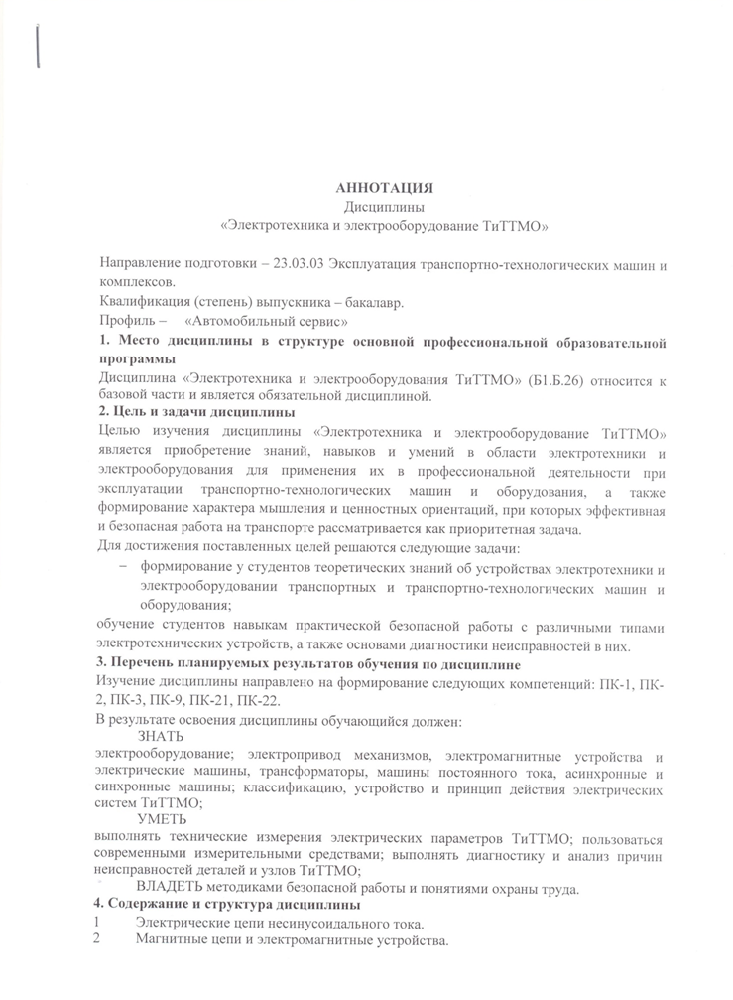 АННОТАЦИЯ
Дисциплины
«Электротехника и электрооборудование ТиТТМО»
Направление подготовки – 23.03.03 Эксплуатация транспортно-технологических машин и
комплексов.
Квалификация (степень) выпускника – бакалавр.
Профиль – «Автомобильный сервис»
1. Место дисциплины в структуре основной профессиональной образовательной
программы
Дисциплина «Электротехника и электрооборудования ТиТТМО» (Б1.Б.26) относится к
базовой части и является обязательной дисциплиной.
2. Цель и задачи дисциплины
Целью изучения дисциплины «Электротехника и электрооборудование ТиТТМО»
является приобретение знаний, навыков и умений в области электротехники и
электрооборудования для применения их в профессиональной деятельности при
эксплуатации транспортно-технологических машин и оборудования, а также
формирование характера мышления и ценностных ориентаций, при которых эффективная
и безопасная работа на транспорте рассматривается как приоритетная задача.
Для достижения поставленных целей решаются следующие задачи:
– формирование у студентов теоретических знаний об устройствах электротехники и
электрооборудовании транспортных и транспортно-технологических машин и
оборудования;
обучение студентов навыкам практической безопасной работы с различными типами
электротехнических устройств, а также основами диагностики неисправностей в них.
3. Перечень планируемых результатов обучения по дисциплине
Изучение дисциплины направлено на формирование следующих компетенций: ПК-1, ПК-
2, ПК-3, ПК-9, ПК-21, ПК-22.
В результате освоения дисциплины обучающийся должен:
ЗНАТЬ
электрооборудование; электропривод механизмов, электромагнитные устройства и
электрические машины, трансформаторы, машины постоянного тока, асинхронные и
синхронные машины; классификацию, устройство и принцип действия электрических
систем ТиТТМО;
УМЕТЬ
выполнять технические измерения электрических параметров ТиТТМО; пользоваться
современными измерительными средствами; выполнять диагностику и анализ причин
неисправностей деталей и узлов ТиТТМО;
ВЛАДЕТЬ методиками безопасной работы и понятиями охраны труда.
4. Содержание и структура дисциплины
1 Электрические цепи несинусоидального тока.
2 Магнитные цепи и электромагнитные устройства.